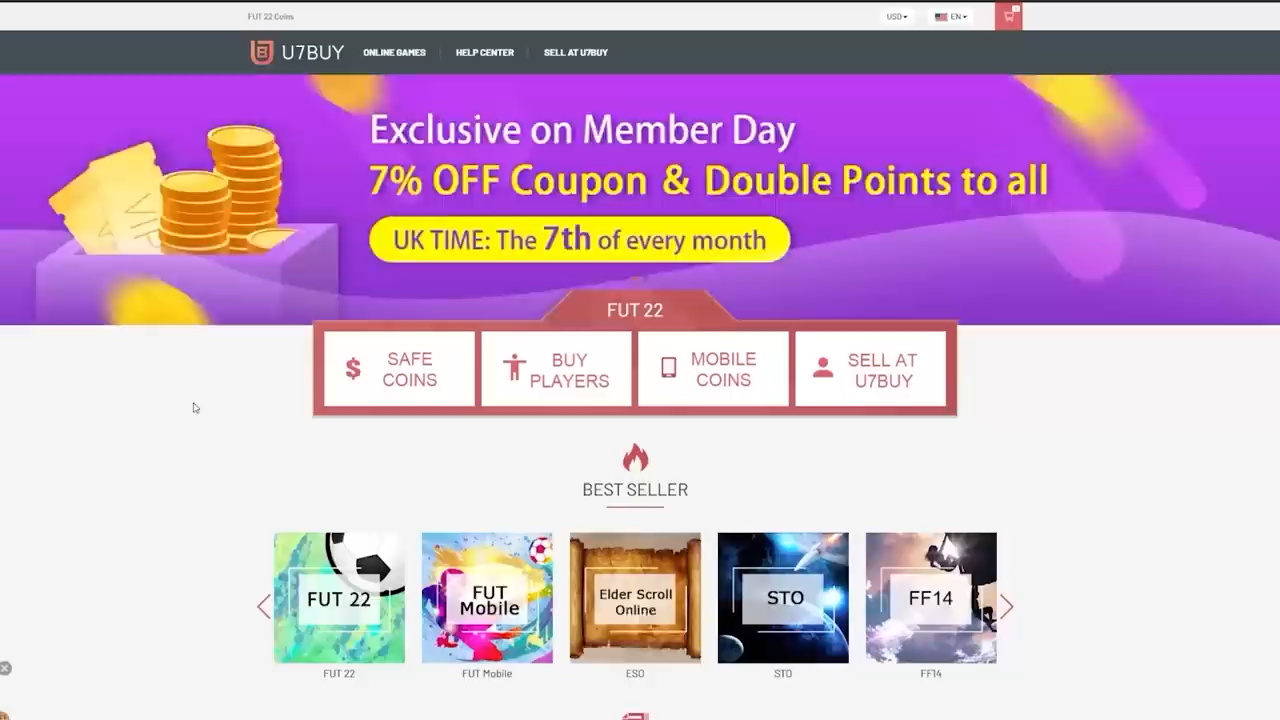 FUT 22 Coins
USD
EN
U7BUY
ONLINE GAMES
HELP CENTER
SELL AT U7BUY
Exclusive on Member Day
7% OFF Coupon & Double Points to all
UK TIME: The 7th of every month
FUT 22
SAFE
COINS
BUY
PLAYERS
MOBILE
COINS
SELL AT
U7BUY
BEST SELLER
FUT 22
FUT
Mobile
Elder Scroll
Online
STO
FF14
FUT 22
FUT Mobile
ESO
STO
FF14